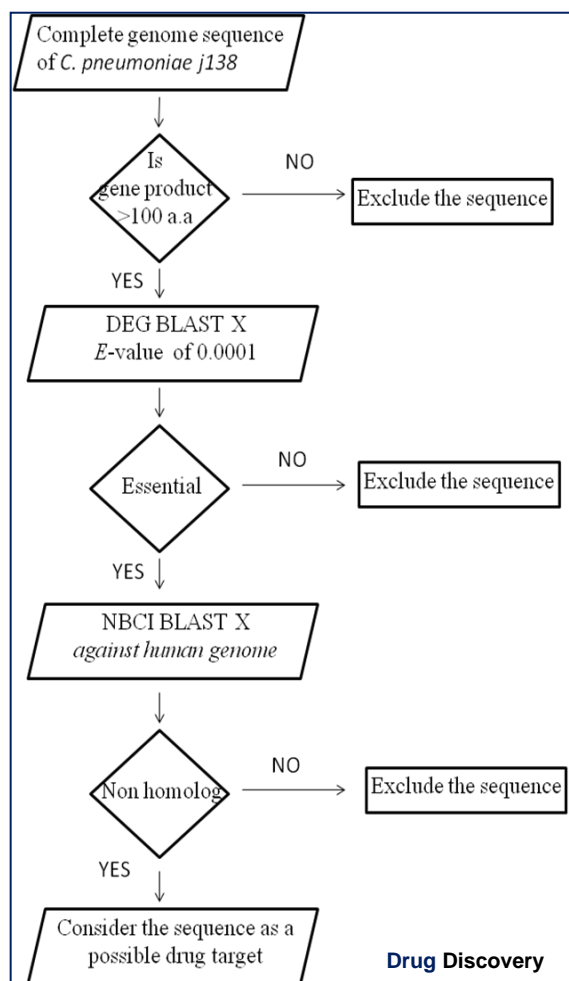 Complete genome sequence
of C. pneumoniae j138
Is
gene product
>100 a.a
NO
Exclude the sequence
YES
DEG BLAST X
E-value of 0.0001
Essential
NO
Exclude the sequence
YES
NBCI BLAST X
against human genome
Non homolog
NO
Exclude the sequence
YES
Consider the sequence as a
possible drug target
Drug Discovery